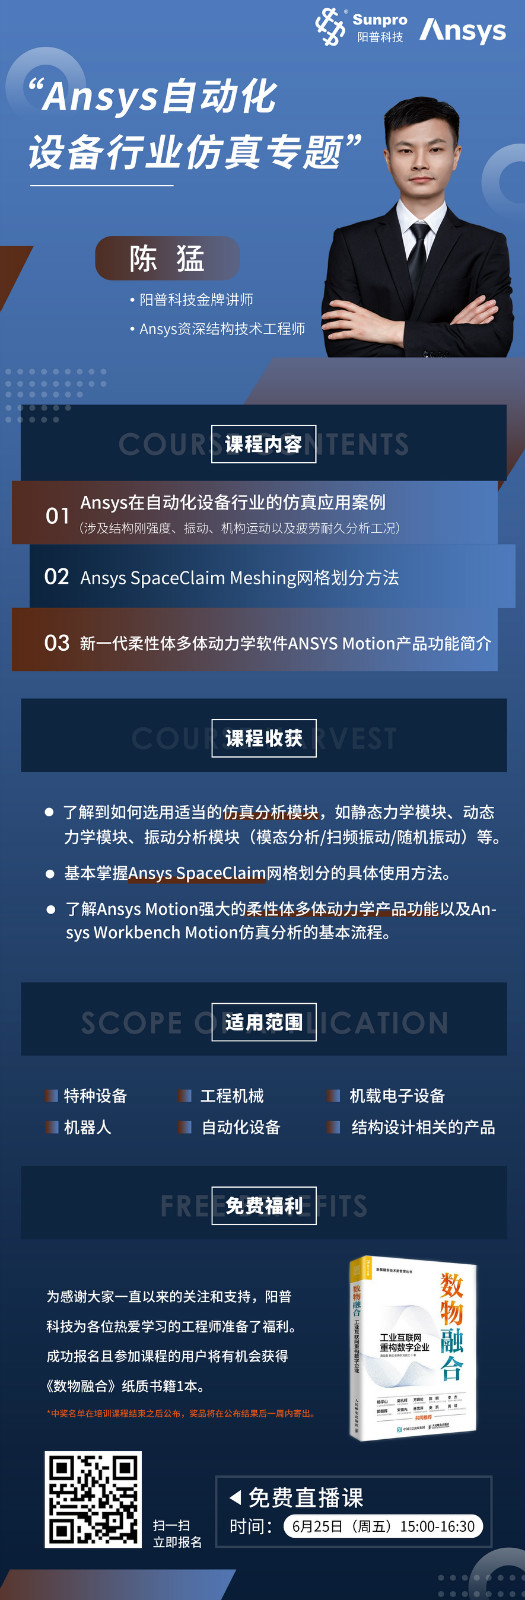 Sunpro
阳普科技
Ansys
“Ansys自动化
设备行业仿真专题”
陈 猛
• 阳普科技金牌讲师
• Ansys资深结构技术工程师
COURSE CONTENTS
课程内容
01 Ansys在自动化设备行业的仿真应用案例
(涉及结构刚强度、振动、机构运动以及疲劳耐久分析工况)
02 Ansys SpaceClaim Meshing网格划分方法
03 新一代柔性体多体动力学软件ANSYS Motion产品功能简介
课程收获
● 了解到如何选用适当的仿真分析模块，如静态力学模块、动态
力学模块、振动分析模块（模态分析/扫频振动/随机振动）等。
● 基本掌握Ansys SpaceClaim网格划分的具体使用方法。
● 了解Ansys Motion强大的柔性体多体动力学产品功能以及An-
sys Workbench Motion仿真分析的基本流程。
SCOPE OF APPLICATION
适用范围
特种设备 工程机械 机载电子设备
机器人 自动化设备 结构设计相关的产品
FREE BENEFITS
免费福利
为感谢大家一直以来的关注和支持，阳普
科技为各位热爱学习的工程师准备了福利。
成功报名且参加课程的用户将有机会获得
《数物融合》纸质书籍1本。
*中奖名单在培训课程结束之后公布，奖品将在公布结果后一周内寄出。
数物融合
工业互联网
重构数字企业
数物融合
工业互联网重构数字企业
扫一扫
立即报名
免费直播课
时间： 6月25日（周五）15:00-16:30